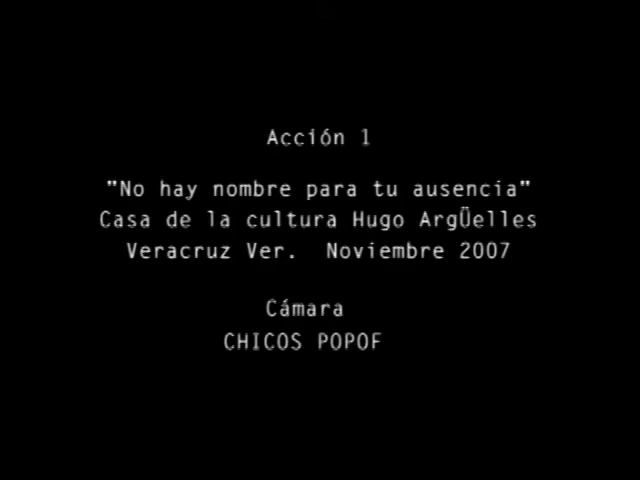 Acción 1
"No hay nombre para tu ausencia"
Casa de la cultura Hugo ArgÜelles
Veracruz Ver. Noviembre 2007
Cámara
CHICOS POPOF